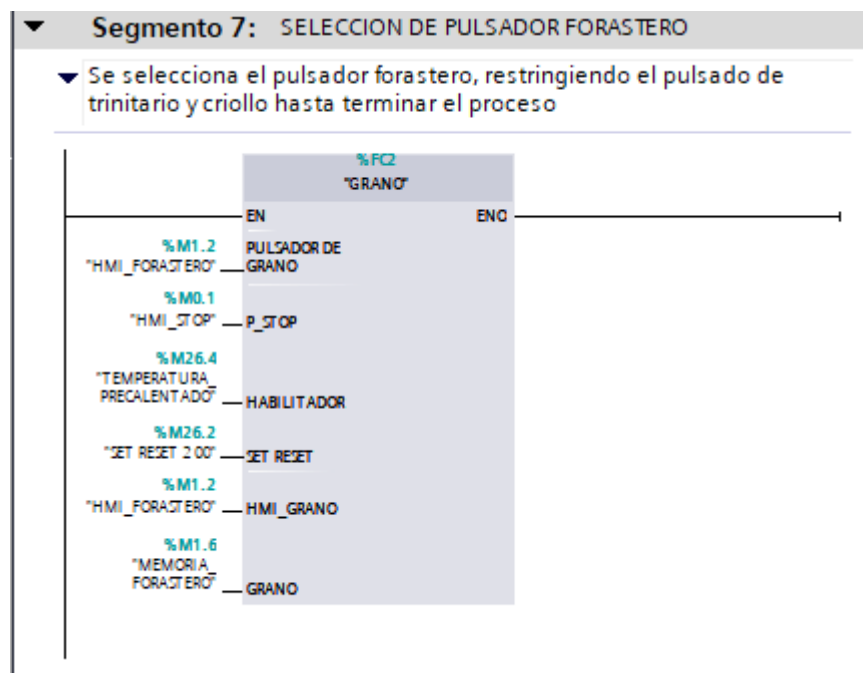 Segmento 7: SELECCION DE PULSADOR FORASTERO
Se selecciona el pulsador forastero, restringiendo el pulsado de
trinitario y criollo hasta terminar el proceso
%FC2
"GRANO"
EN ENO
%M1.2
"HMI_FORASTERO"
PULSADOR DE
GRANO
%M0.1
"HMI_STOP"
P_STOP
%M26.4
"TEMPERATURA_
PRECALENTADO"
HABILITADOR
%M26.2
"SET RESET 200"
SET RESET
%M1.2
"HMI_FORASTERO"
HMI_GRANO
%M1.6
"MEMORIA_
FORASTERO"
GRANO